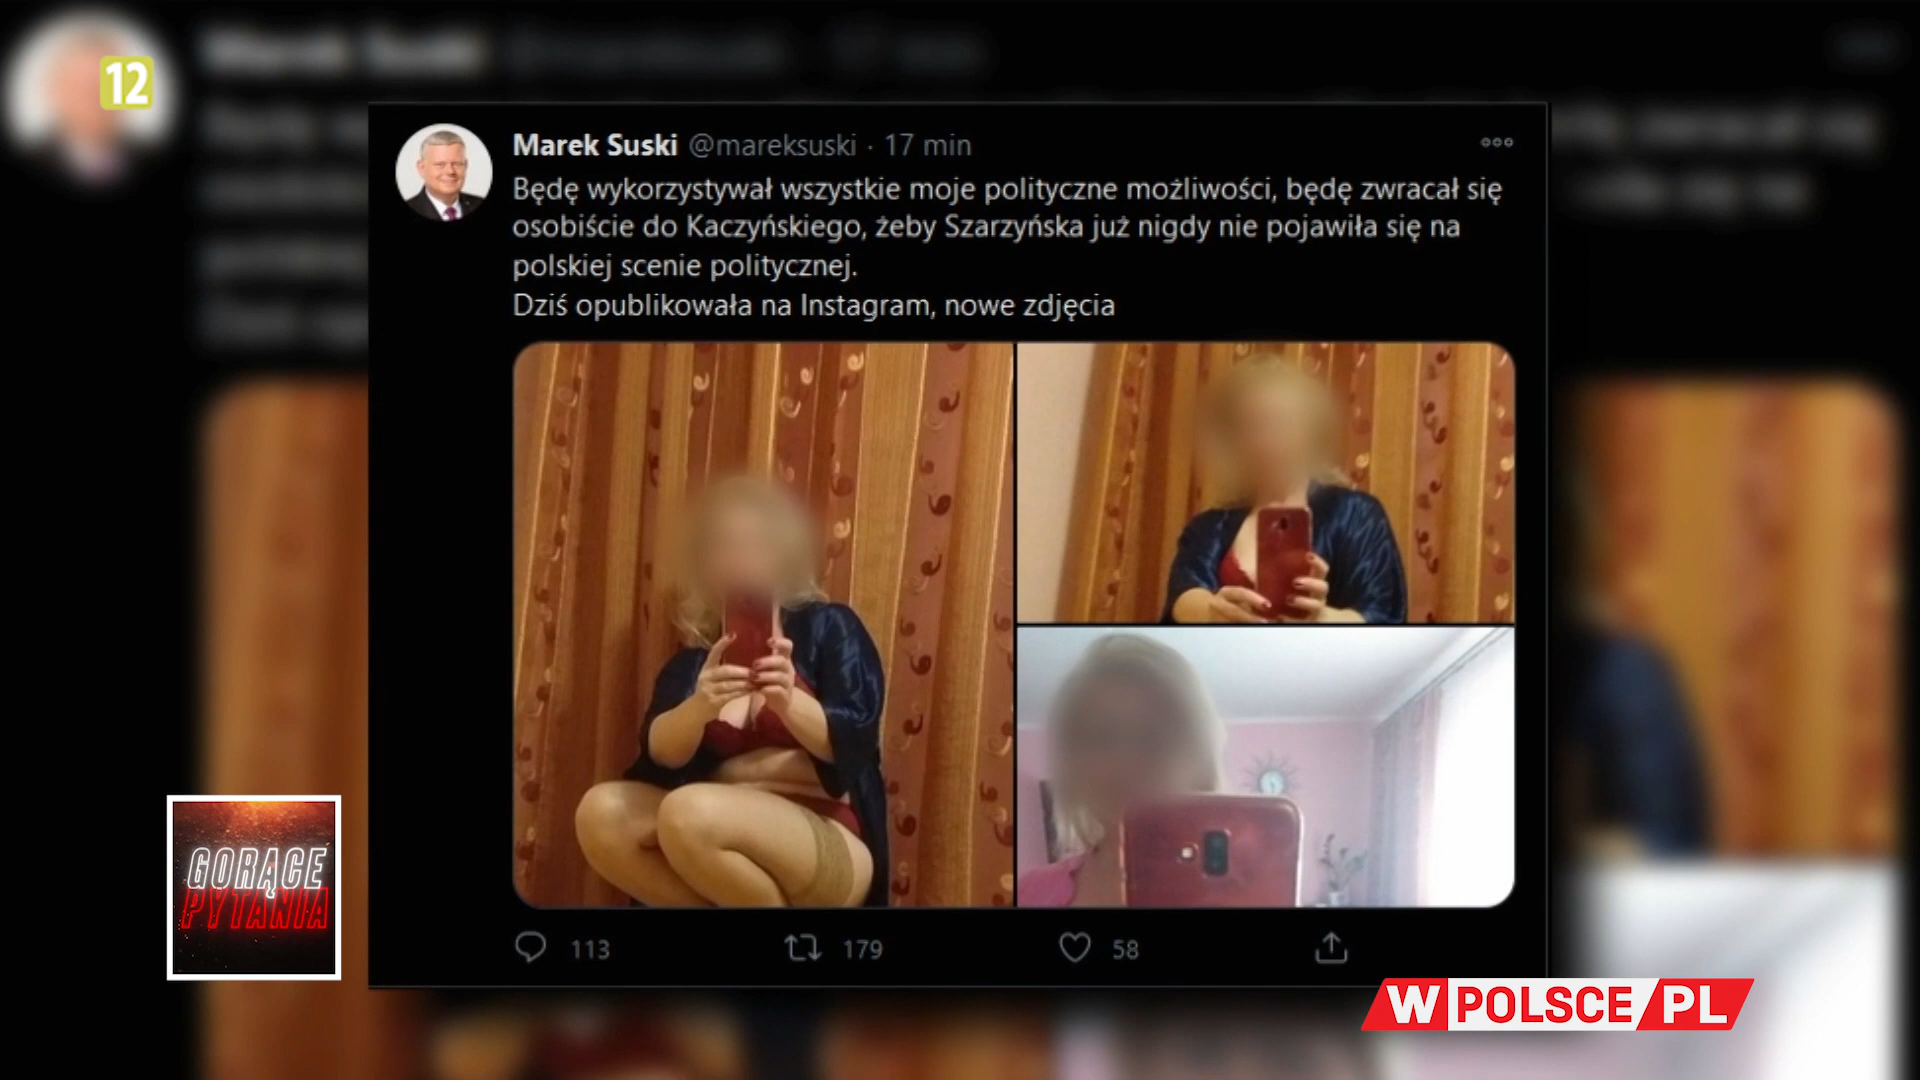 12
Marek Suski @mareksuski · 17 min
Będę wykorzystywał wszystkie moje polityczne możliwości, będę zwracał się
osobiście do Kaczyńskiego, żeby Szarzyńska już nigdy nie pojawiła się na
polskiej scenie politycznej.
Dziś opublikowała na Instagram, nowe zdjęcia
113 179 58
GORĄCE
PYTANIA
WPOLSCE/PL